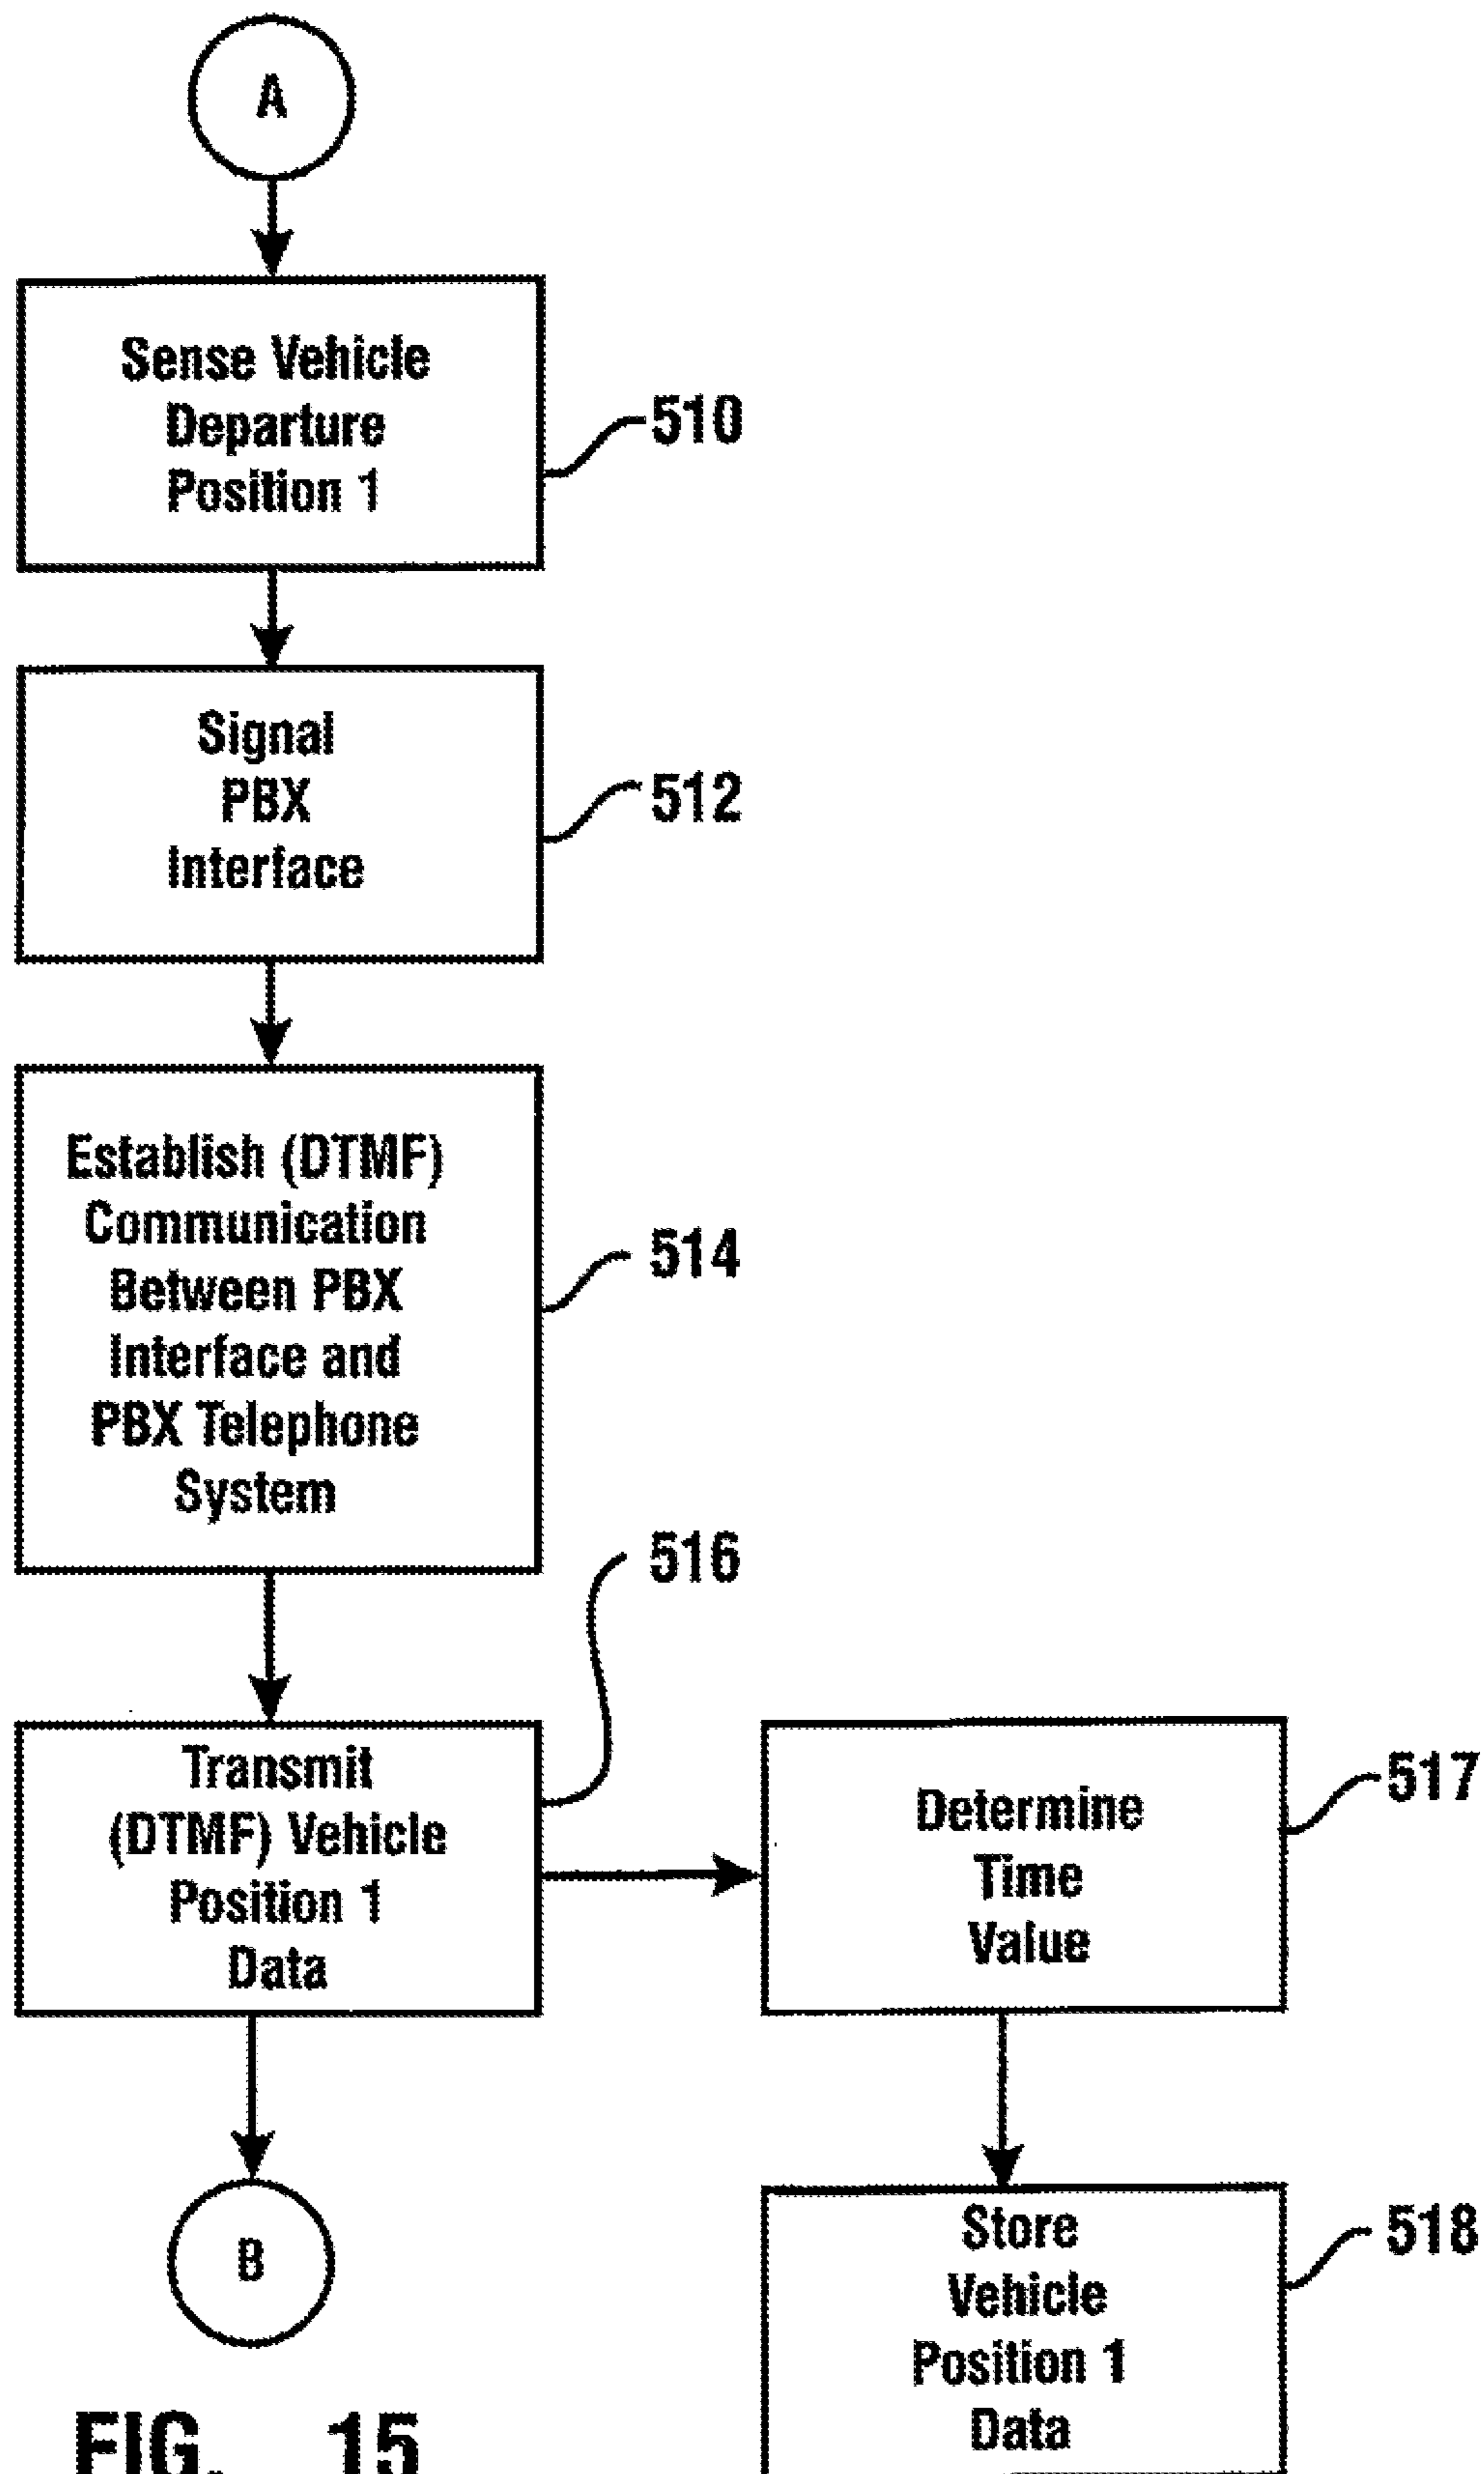 A
Sense Vehicle
Departure
Position 1
510
Signal
PBX
Interface
512
Establish (DTMF)
Communication
Between PBX
Interface and
PBX Telephone
System
514
516
Transmit
(DTMF) Vehicle
Position 1
Data
Determine
Time
Value
517
B
Store
Vehicle
Position 1
Data
518
FIG. 15